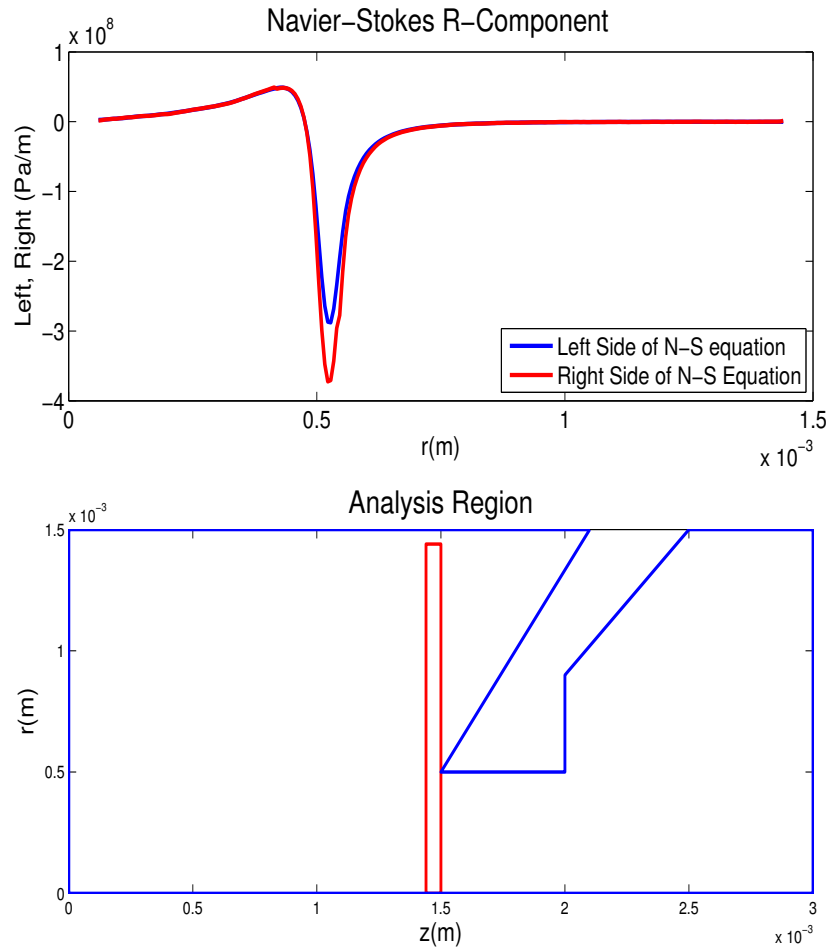 Navier−Stokes R−Component
x 10⁸
1
0
−1
−2
−3
−4
Left, Right (Pa/m)
Left Side of N−S equation
Right Side of N−S Equation
0
0.5
1
1.5
r(m)
x 10⁻³
Analysis Region
x 10⁻³
1.5
1
0.5
0
r(m)
0
0.5
1
1.5
2
2.5
3
z(m)
x 10⁻³